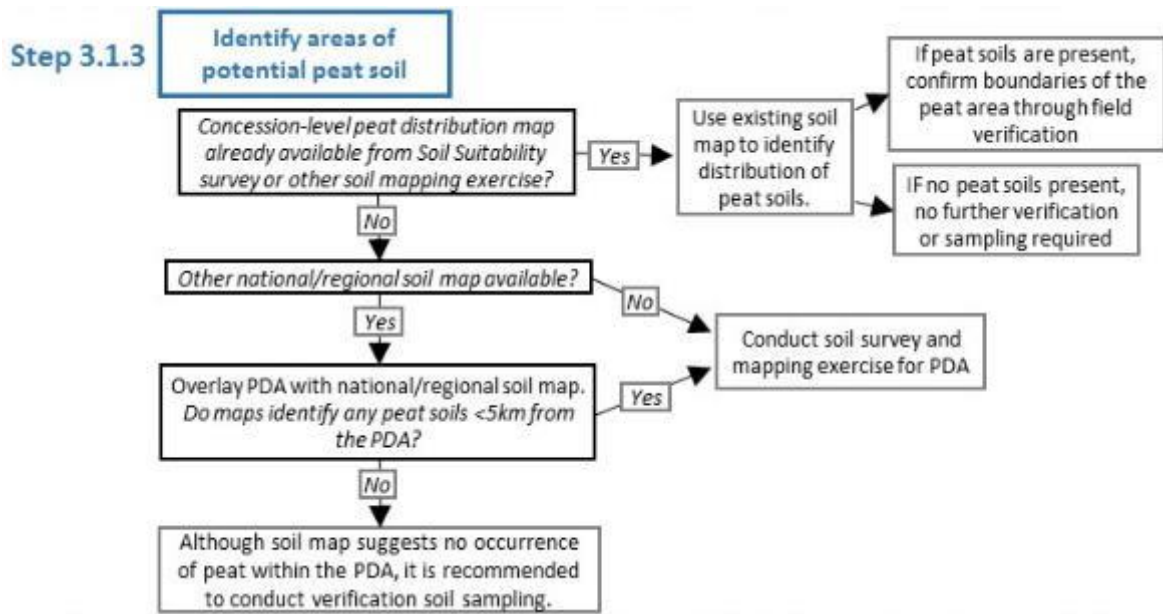 Step 3.1.3
Identify areas of
potential peat soil
Concession-level peat distribution map
already available from Soil Suitability
survey or other soil mapping exercise?
Yes
Use existing soil
map to identify
distribution of
peat soils.
If peat soils are present,
confirm boundaries of the
peat area through field
verification
IF no peat soils present,
no further verification
or sampling required
No
Other national/regional soil map available?
No
Yes
Conduct soil survey and
mapping exercise for PDA
Overlay PDA with national/regional soil map.
Do maps identify any peat soils <5km from
the PDA?
Yes
No
Although soil map suggests no occurrence
of peat within the PDA, it is recommended
to conduct verification soil sampling.